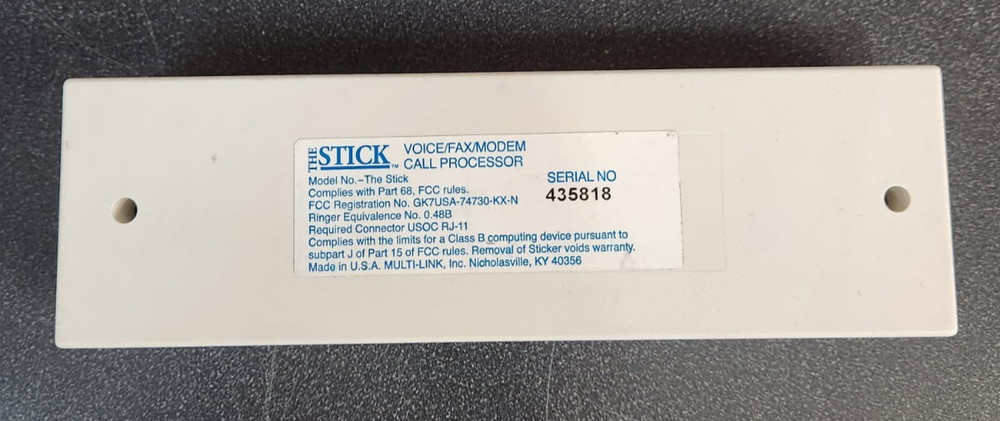 THE STICK™ VOICE/FAX/MODEM
CALL PROCESSOR
Model No.-The Stick
Complies with Part 68, FCC rules.
FCC Registration No. GK7USA-74730-KX-N
Ringer Equivalence No. 0.48B
Required Connector USOC RJ-11
Complies with the limits for a Class B computing device pursuant to
subpart J of Part 15 of FCC rules. Removal of Sticker voids warranty.
Made in U.S.A. MULTI-LINK, Inc. Nicholasville, KY 40356
SERIAL NO
435818